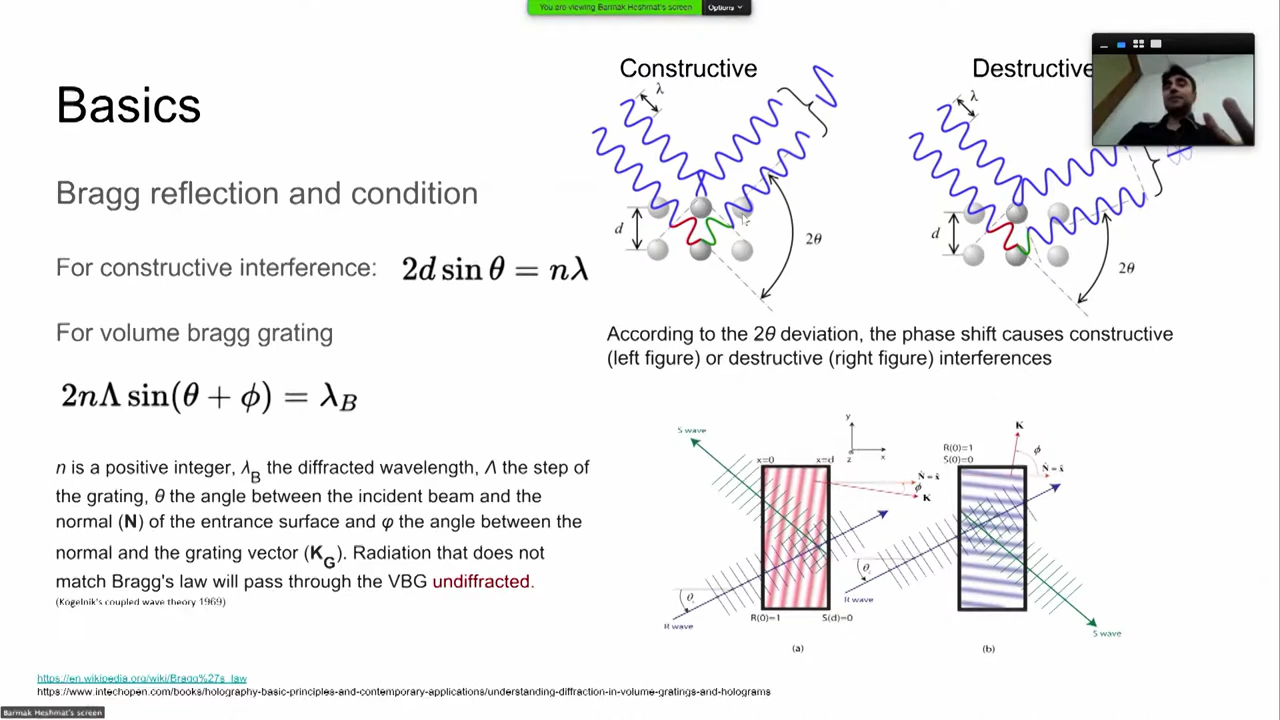 You are viewing Barmak Heshmat's screen
Options
Basics
Bragg reflection and condition
For constructive interference: 2d sin θ = nλ
For volume bragg grating
2nΛ sin(θ + ϕ) = λB
n is a positive integer, λB the diffracted wavelength, Λ the step of
the grating, θ the angle between the incident beam and the
normal (N) of the entrance surface and φ the angle between the
normal and the grating vector (KG). Radiation that does not
match Bragg's law will pass through the VBG undiffracted.
(Kogelnik's coupled wave theory 1969)
https://en.wikipedia.org/wiki/Bragg%27s_law
https://www.intechopen.com/books/holography-basic-principles-and-contemporary-applications/understanding-diffraction-in-volume-gratings-and-holograms
Barmak Heshmat's screen
Constructive
λ
d
2θ
Destructive
λ
d
2θ
According to the 2θ deviation, the phase shift causes constructive
(left figure) or destructive (right figure) interferences
S wave
x=0
x=d
y
x
z
N̂ = x̂
ϕ
K
θ
R wave
R(0)=1
S(d)=0
(a)
R(0)=1
S(0)=0
K
ϕ
N̂ = x̂
θ
R wave
S wave
(b)